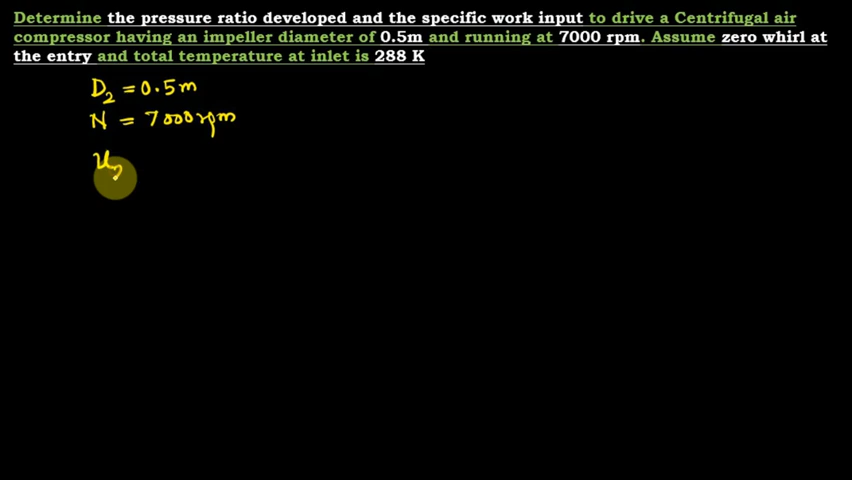 Determine the pressure ratio developed and the specific work input to drive a Centrifugal air
compressor having an impeller diameter of 0.5m and running at 7000 rpm. Assume zero whirl at
the entry and total temperature at inlet is 288 K
D₂ = 0.5m
N = 7000rpm
U₂